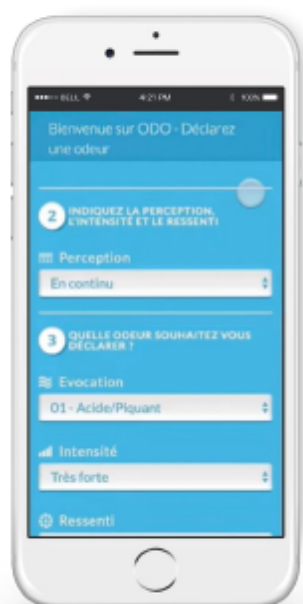 BELL 4:21 PM 100%
Bienvenue sur ODO - Déclarez
une odeur
2 INDIQUEZ LA PERCEPTION,
L'INTENSITÉ ET LE RESSENTI
Perception
En continu
3 QUELLE ODEUR SOUHAITEZ VOUS
DÉCLARER ?
Evocation
01 - Acide/Piquant
Intensité
Très forte
Ressenti